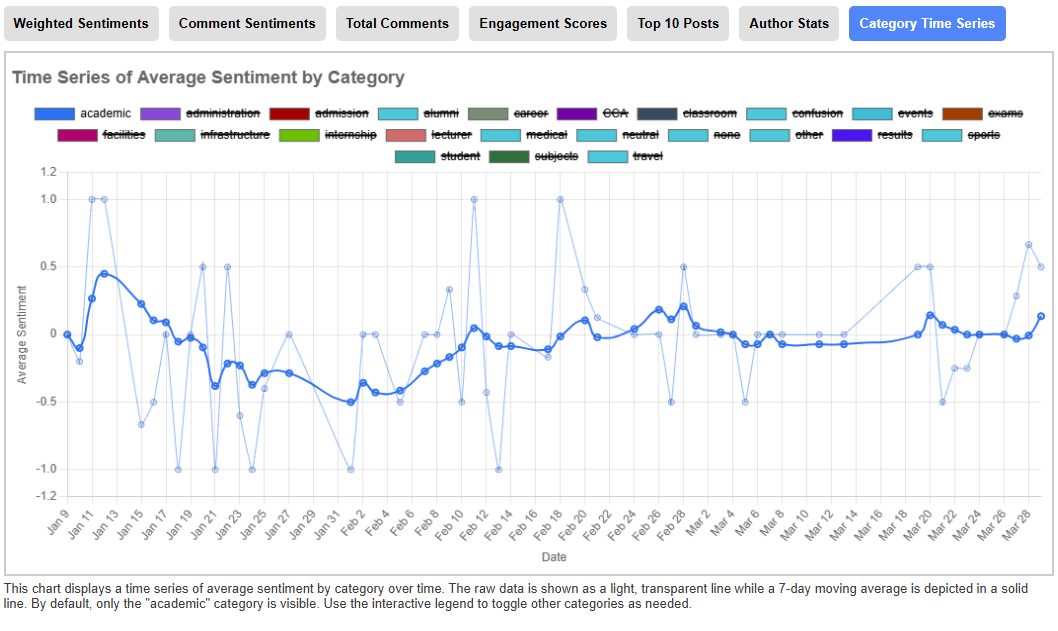 Weighted Sentiments Comment Sentiments Total Comments Engagement Scores Top 10 Posts Author Stats Category Time Series
Time Series of Average Sentiment by Category
academic administration admission alumni career CCA classroom confusion events exams
facilities infrastructure internship lecturer medical neutral none other results sports
student subjects travel
1.2
1.0
0.5
0
-0.5
-1.0
-1.2
Average Sentiment
Jan 9 Jan 11 Jan 13 Jan 15 Jan 17 Jan 19 Jan 21 Jan 23 Jan 25 Jan 27 Jan 29 Jan 31 Feb 2 Feb 4 Feb 6 Feb 8 Feb 10 Feb 12 Feb 14 Feb 16 Feb 18 Feb 20 Feb 22 Feb 24 Feb 26 Feb 28 Mar 2 Mar 4 Mar 6 Mar 8 Mar 10 Mar 12 Mar 14 Mar 16 Mar 18 Mar 20 Mar 22 Mar 24 Mar 26 Mar 28
Date
This chart displays a time series of average sentiment by category over time. The raw data is shown as a light, transparent line while a 7-day moving average is depicted in a solid
line. By default, only the "academic" category is visible. Use the interactive legend to toggle other categories as needed.